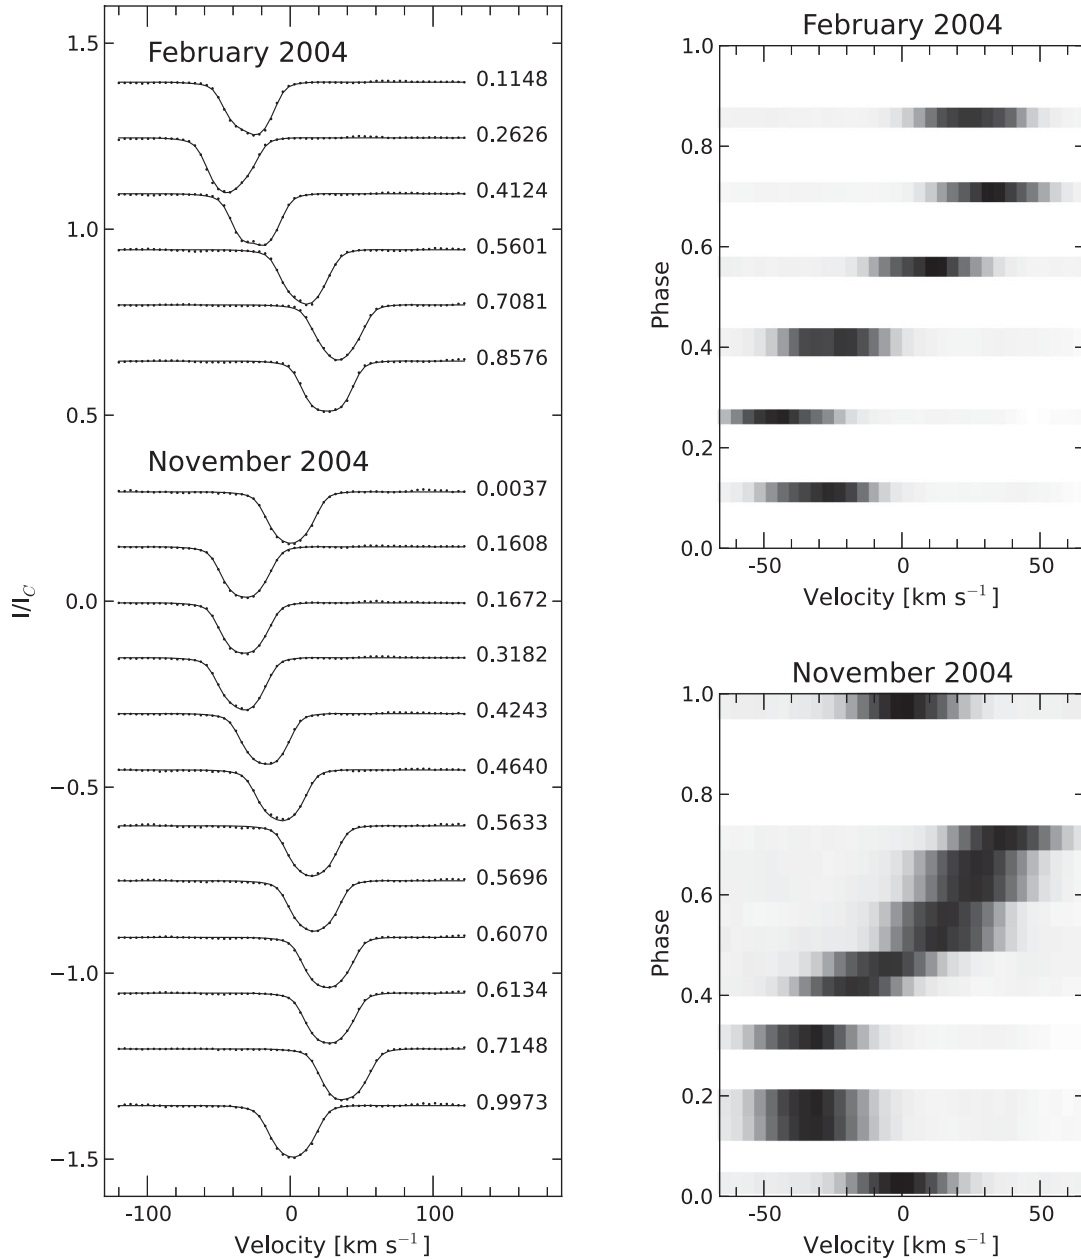 February 2004
1.5
0.1148
0.2626
0.4124
1.0
0.5601
0.7081
0.8576
0.5
November 2004
0.0037
0.1608
0.0
0.1672
0.3182
0.4243
−0.5
0.4640
0.5633
0.5696
0.6070
−1.0
0.6134
0.7148
0.9973
−1.5
I/I_C
-100 0 100
Velocity [km s⁻¹]
February 2004
1.0
0.8
0.6
0.4
0.2
0.0
Phase
-50 0 50
Velocity [km s⁻¹]
November 2004
1.0
0.8
0.6
0.4
0.2
0.0
Phase
-50 0 50
Velocity [km s⁻¹]